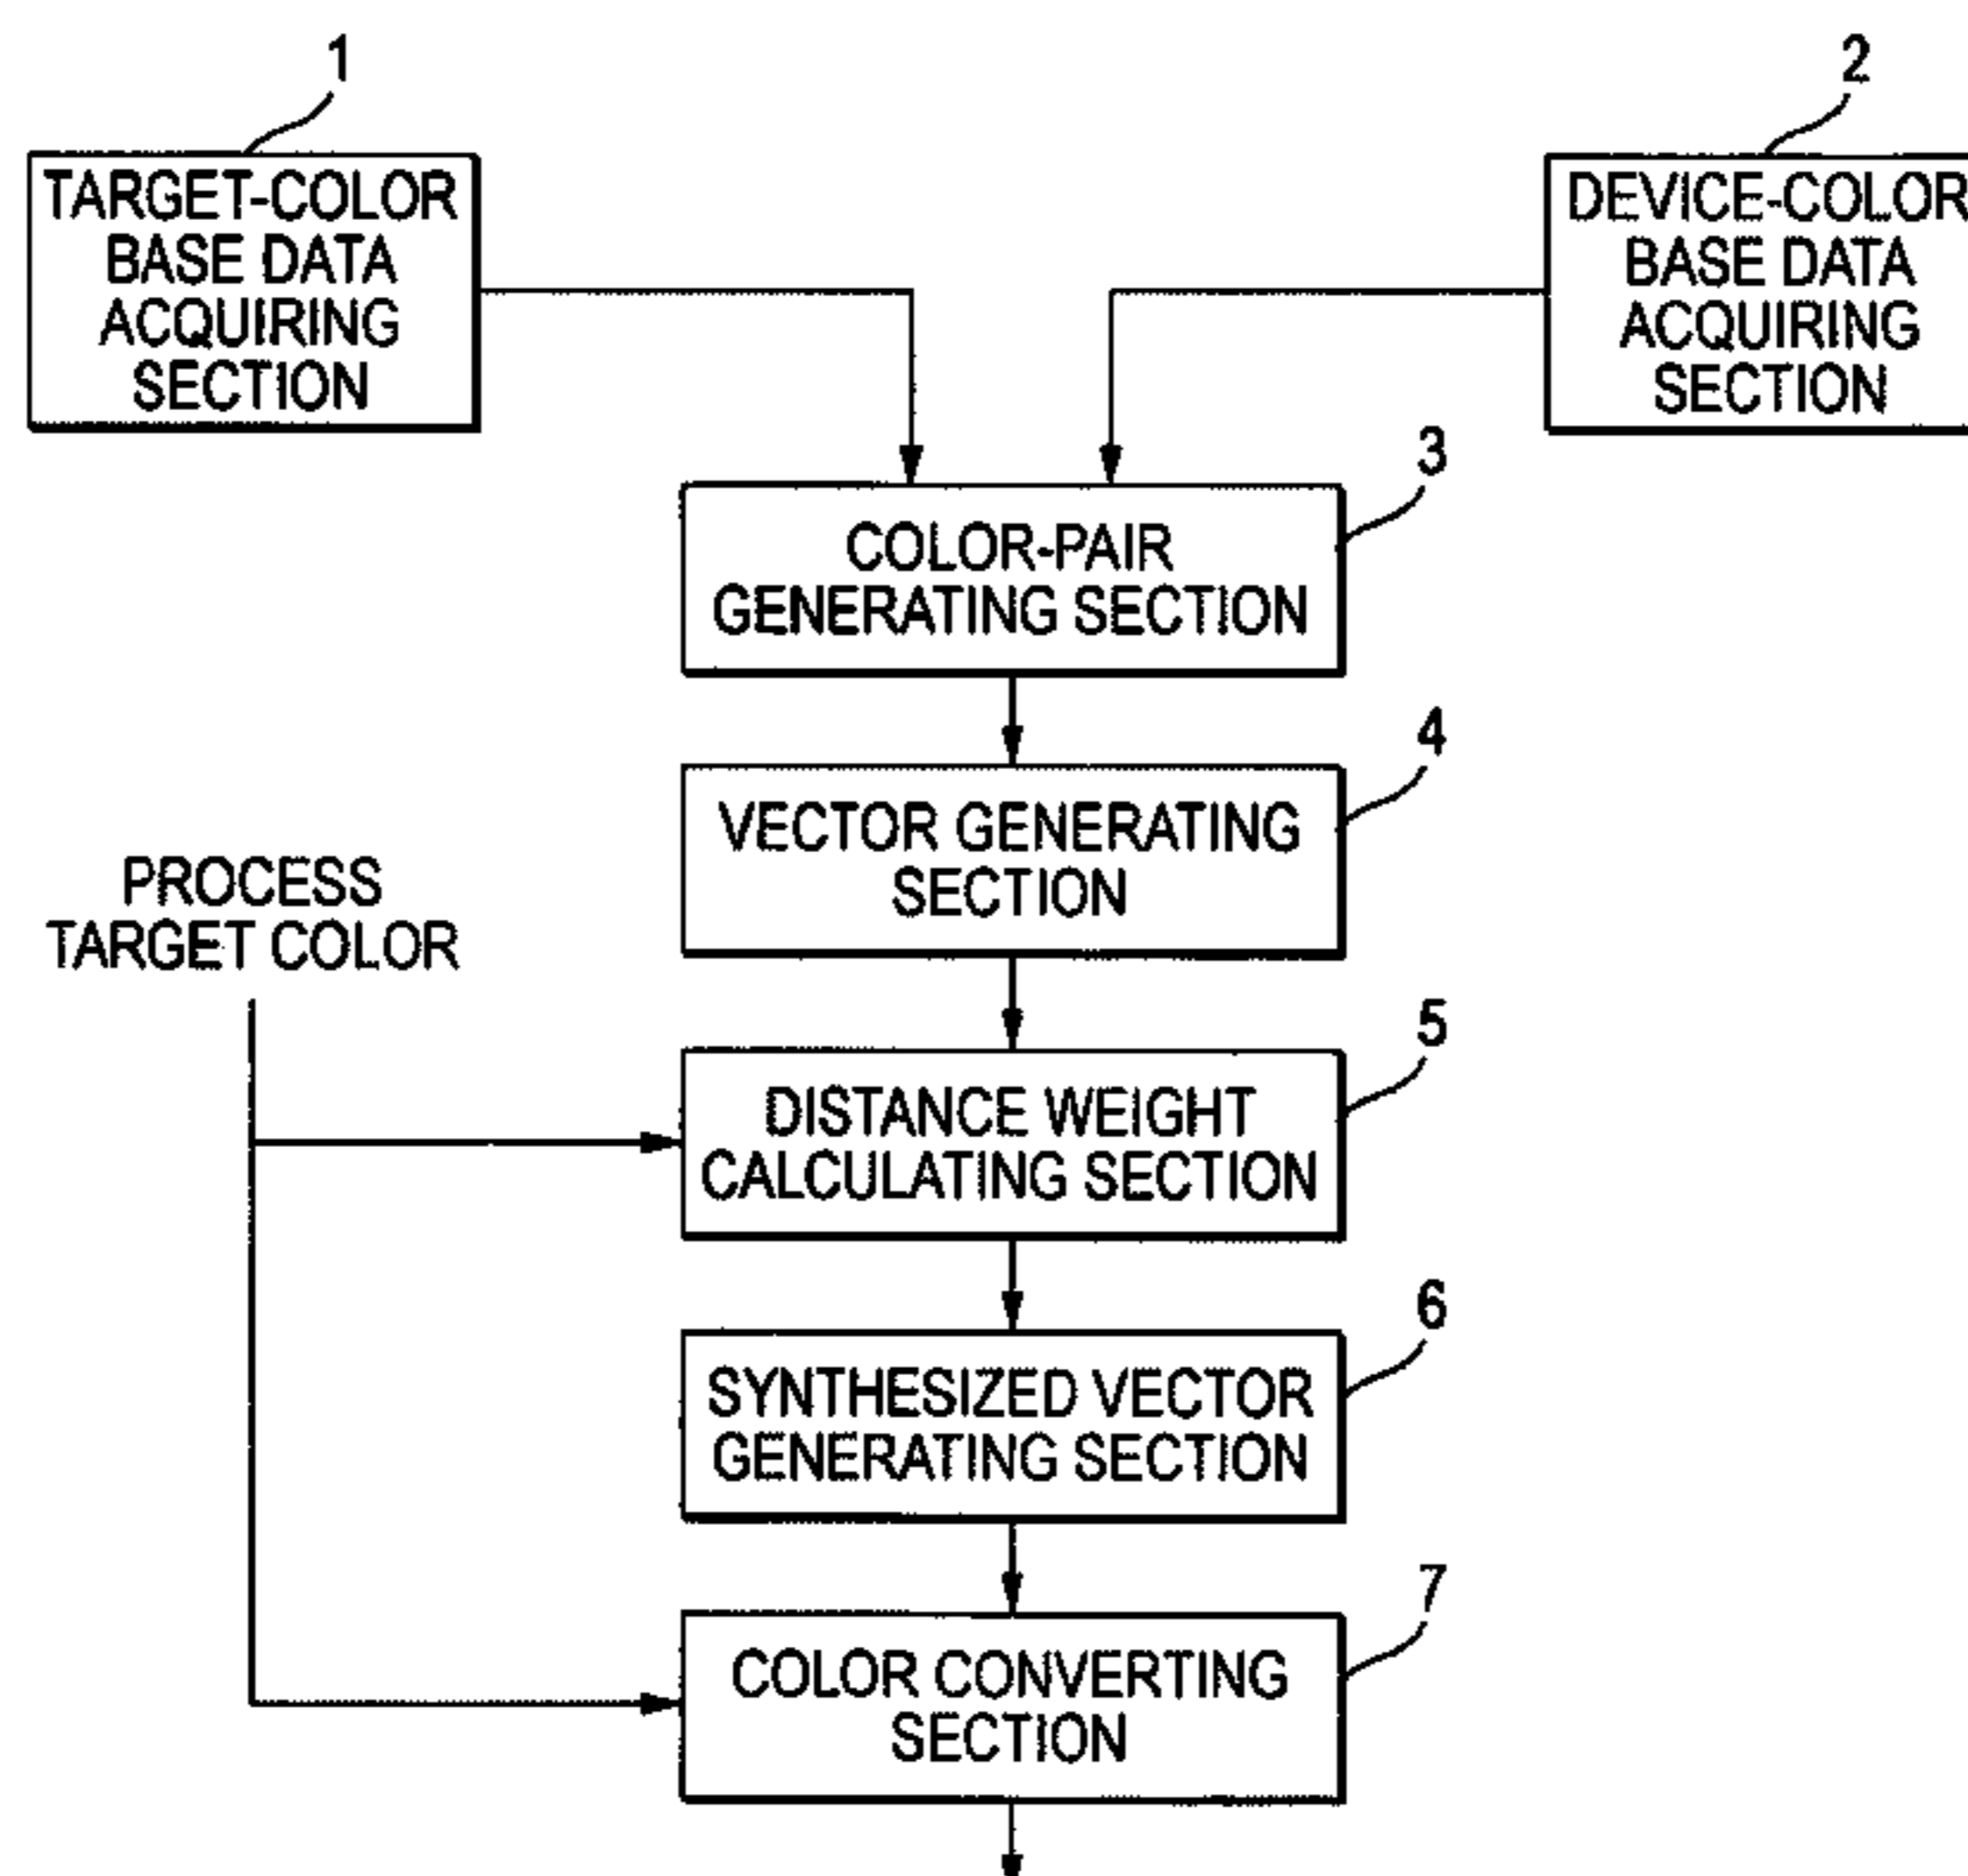 1
2
TARGET-COLOR
BASE DATA
ACQUIRING
SECTION
DEVICE-COLOR
BASE DATA
ACQUIRING
SECTION
3
COLOR-PAIR
GENERATING SECTION
4
VECTOR GENERATING
SECTION
PROCESS
TARGET COLOR
5
DISTANCE WEIGHT
CALCULATING SECTION
6
SYNTHESIZED VECTOR
GENERATING SECTION
7
COLOR CONVERTING
SECTION